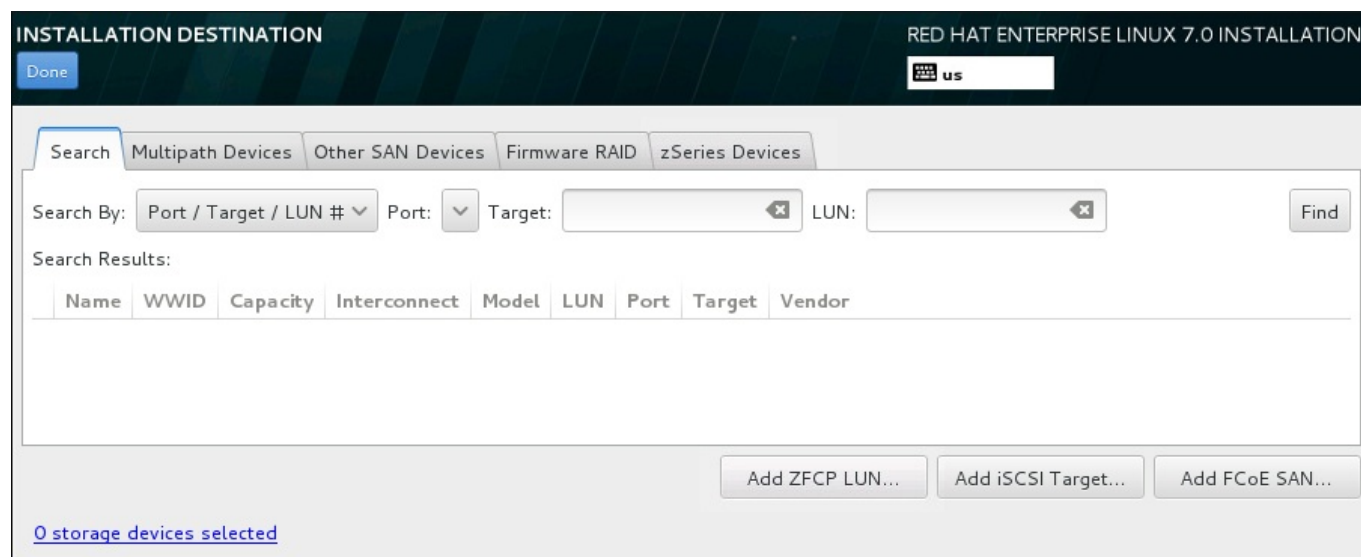 INSTALLATION DESTINATION
RED HAT ENTERPRISE LINUX 7.0 INSTALLATION
Done
us
Search Multipath Devices Other SAN Devices Firmware RAID zSeries Devices
Search By: Port / Target / LUN # Port: Target: LUN: Find
Search Results:
Name WWID Capacity Interconnect Model LUN Port Target Vendor
Add ZFCP LUN... Add iSCSI Target... Add FCoE SAN...
0 storage devices selected